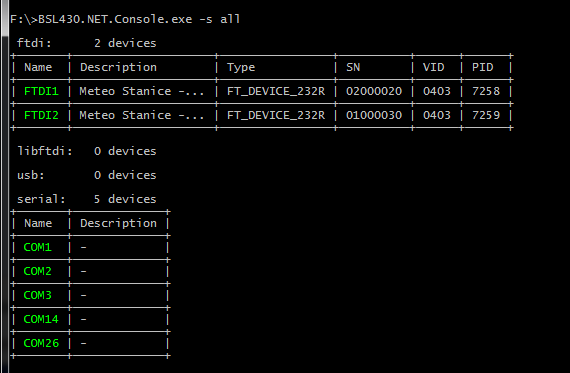 F:\>BSL430.NET.Console.exe -s all
ftdi: 2 devices
| Name | Description | Type | SN | VID | PID |
| FTDI1 | Meteo Stanice -... | FT_DEVICE_232R | 02000020 | 0403 | 7258 |
| FTDI2 | Meteo Stanice -... | FT_DEVICE_232R | 01000030 | 0403 | 7259 |
libftdi: 0 devices
usb: 0 devices
serial: 5 devices
| Name | Description |
| COM1 | - |
| COM2 | - |
| COM3 | - |
| COM14 | - |
| COM26 | - |